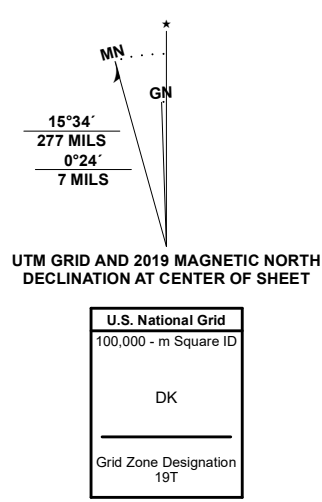 ★
MN
GN
15°34´
277 MILS
0°24´
7 MILS
UTM GRID AND 2019 MAGNETIC NORTH
DECLINATION AT CENTER OF SHEET
U.S. National Grid
100,000 - m Square ID
DK
Grid Zone Designation
19T